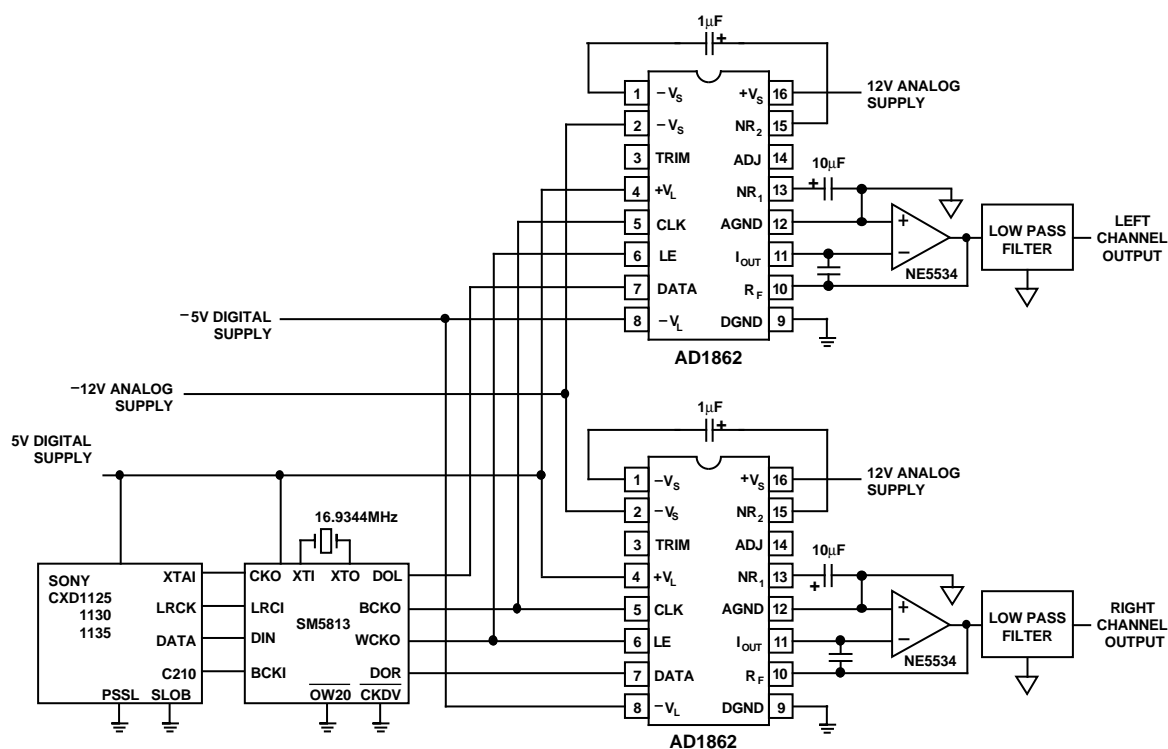 1μF
+
1 −VS +VS 16
12V ANALOG
SUPPLY
2 −VS NR2 15
3 TRIM ADJ 14
10μF
+
4 +VL NR1 13
5 CLK AGND 12
+
6 LE IOUT 11
−
NE5534
7 DATA RF 10
8 −VL DGND 9
AD1862
LOW PASS
FILTER
LEFT
CHANNEL
OUTPUT
−5V DIGITAL
SUPPLY
−12V ANALOG
SUPPLY
5V DIGITAL
SUPPLY
1μF
+
1 −VS +VS 16
12V ANALOG
SUPPLY
2 −VS NR2 15
3 TRIM ADJ 14
10μF
+
4 +VL NR1 13
5 CLK AGND 12
+
6 LE IOUT 11
−
NE5534
7 DATA RF 10
8 −VL DGND 9
AD1862
LOW PASS
FILTER
RIGHT
CHANNEL
OUTPUT
16.9344MHz
SONY
CXD1125
1130
1135
XTAI
LRCK
DATA
C210
PSSL SLOB
CKO XTI XTO DOL
LRCI BCKO
SM5813
DIN WCKO
BCKI DOR
OW20 CKDV